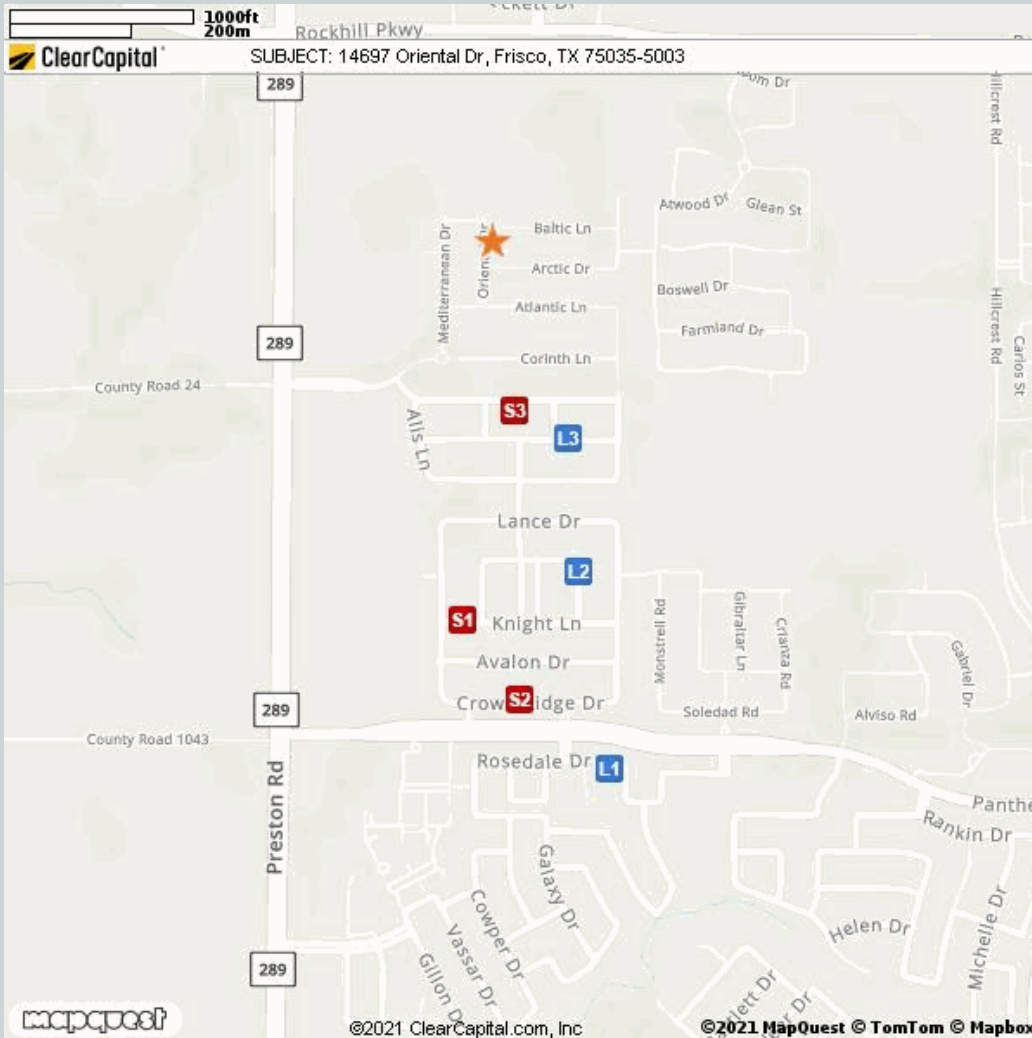 1000ft
200m
Rockhill Pkwy
ClearCapital
SUBJECT: 14697 Oriental Dr, Frisco, TX 75035-5003
289
Hillcrest Rd
Atwood Dr
Glean St
Baltic Ln
Mediterranean Dr
Arctic Dr
Boswell Dr
Atlantic Ln
Farmland Dr
Hillcrest Rd
289
Corinth Ln
Carlos St
County Road 24
S3
L3
Alis Ln
Lance Dr
L2
S1
Knight Ln
Monstrell Rd
Gibraltar Ln
Crianza Rd
Avalon Dr
Gabriel Dr
S2
289
Soledad Rd
Alviso Rd
County Road 1043
Rosedale Dr
L1
Preston Rd
Panthe
Rankin Dr
Galaxy Dr
Cowper Dr
Vassar Dr
Helen Dr
Michelle Dr
289
Gillon D
mapquest
©2021 ClearCapital.com, Inc
©2021 MapQuest © TomTom © Mapbox